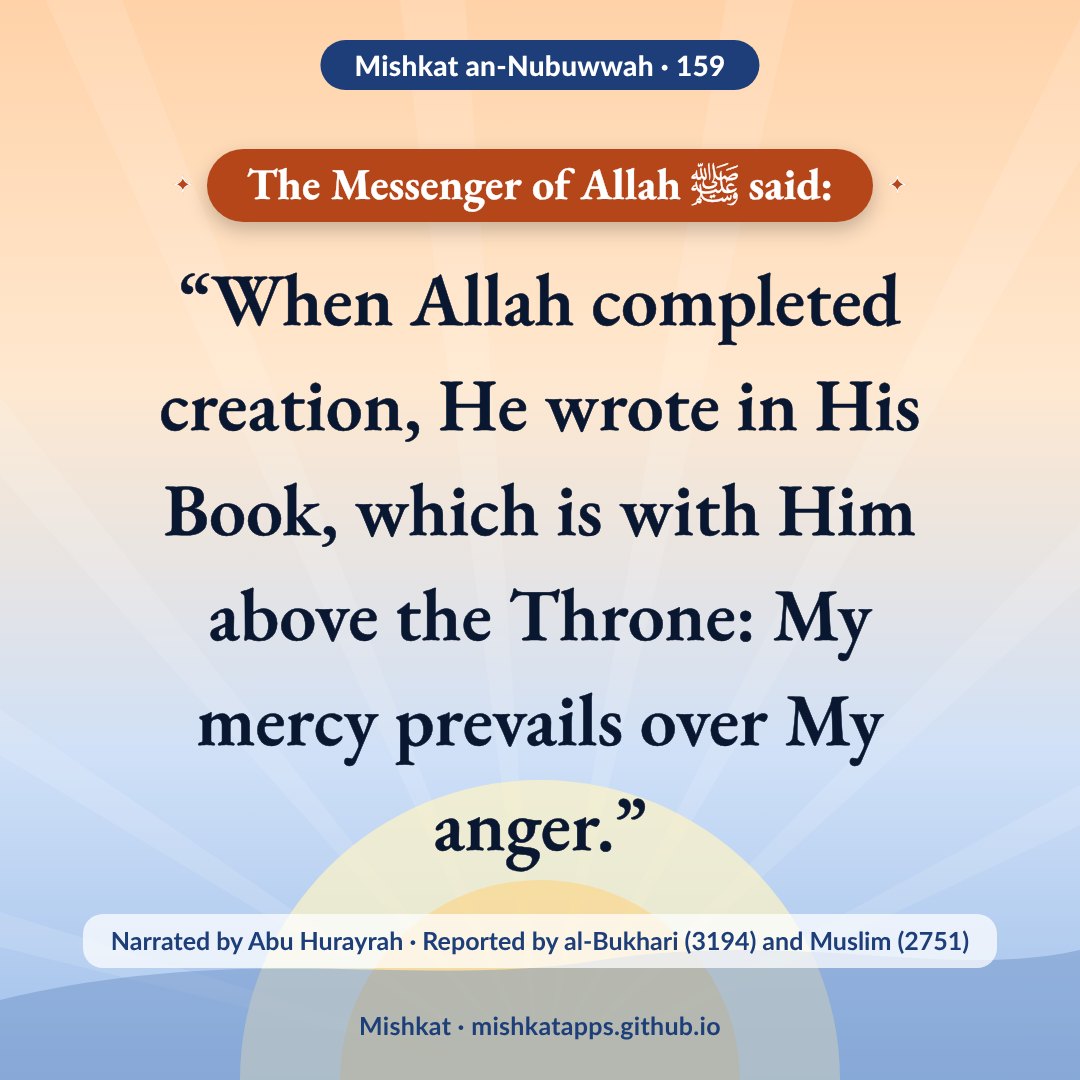 Mishkat an-Nubuwwah · 159
The Messenger of Allah ﷺ said:
“When Allah completed
creation, He wrote in His
Book, which is with Him
above the Throne: My
mercy prevails over My
anger.”
Narrated by Abu Hurayrah · Reported by al-Bukhari (3194) and Muslim (2751)
Mishkat · mishkatapps.github.io